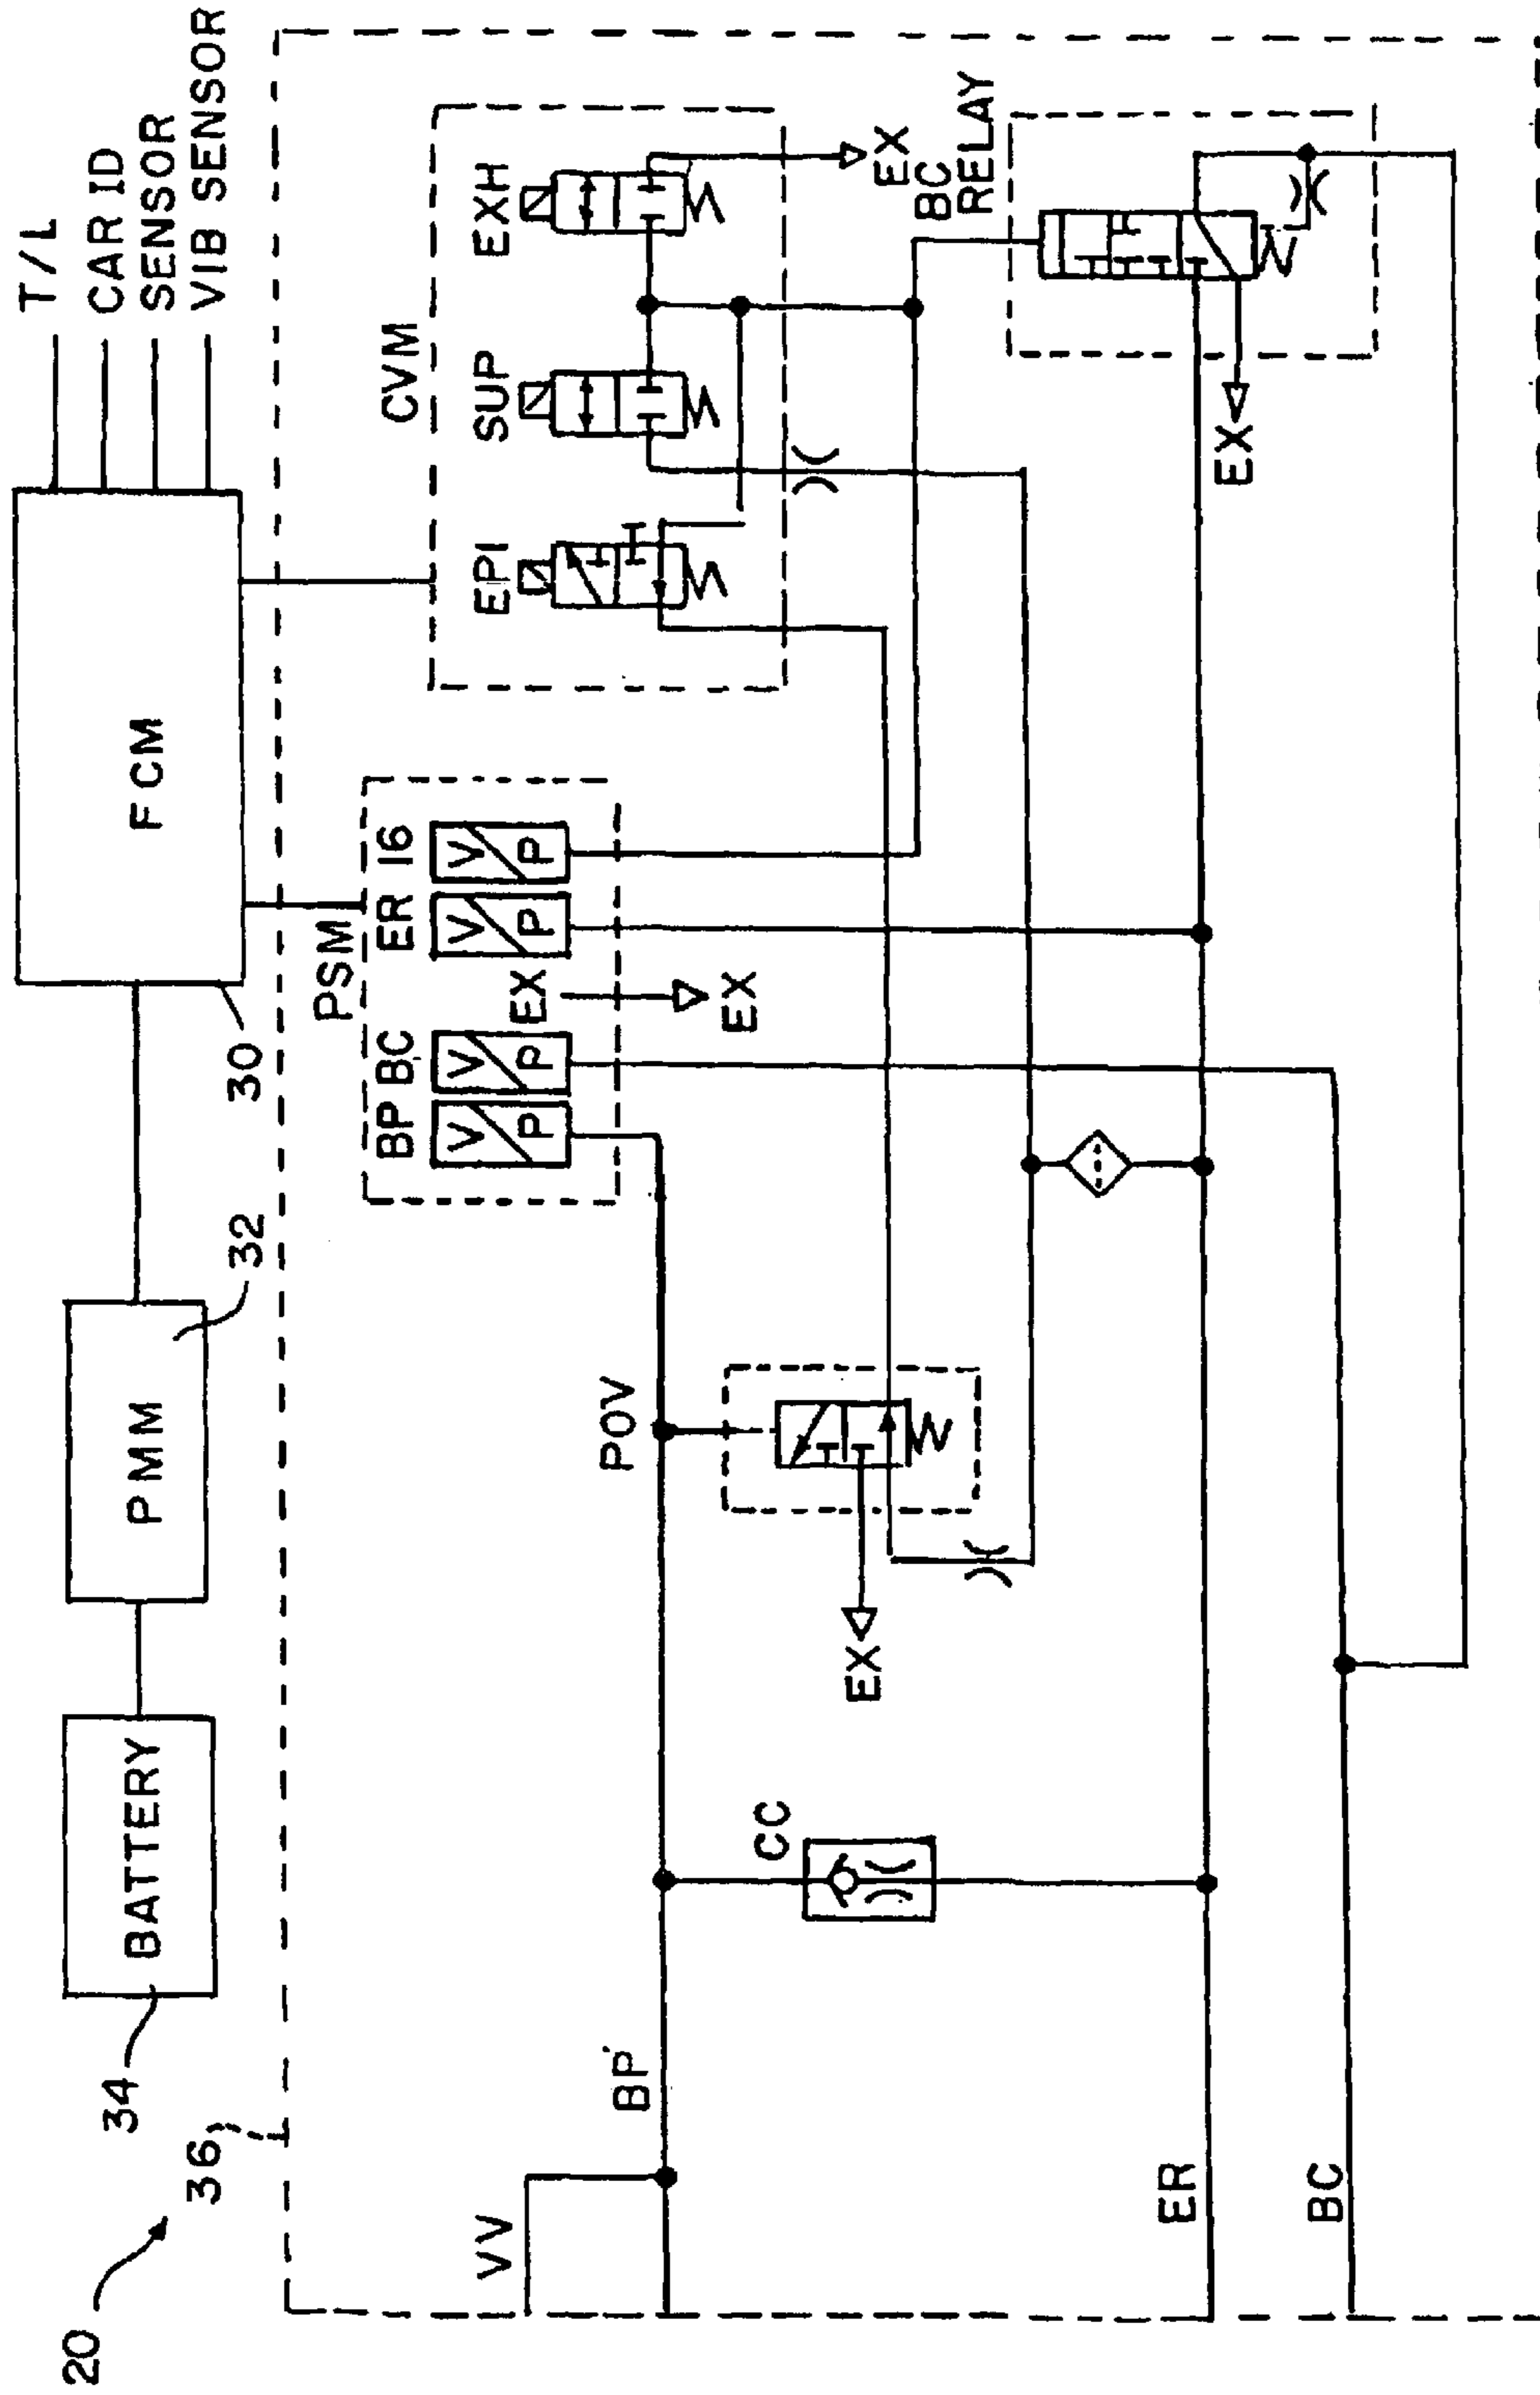 20
36
34
BATTERY
PMM
32
FCM
30
T/L
CAR ID
SENSOR
VIB SENSOR
PSM
BP
BC
ER
16
V
P
V
P
V
P
V
P
EX
EX
CVM
EPI
SUP
EXH
EX
BC
RELAY
EX
POV
EX
CC
VV
BP
ER
BC